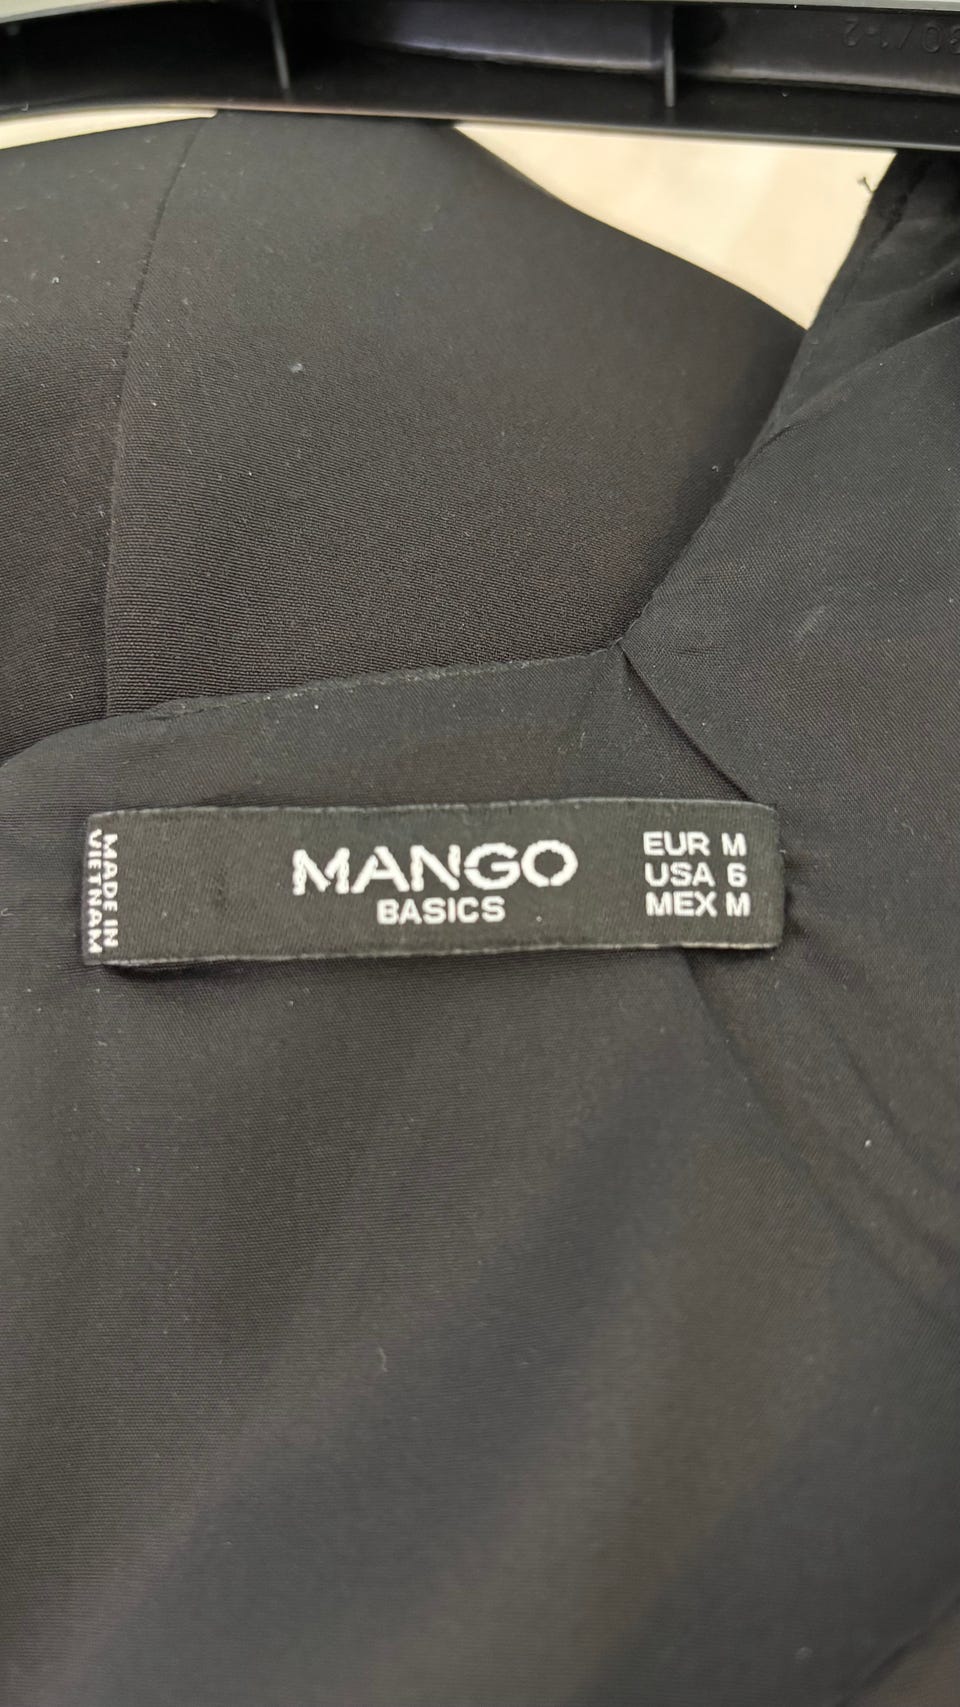 MADE IN
VIETNAM
MANGO
BASICS
EUR M
USA 6
MEX M